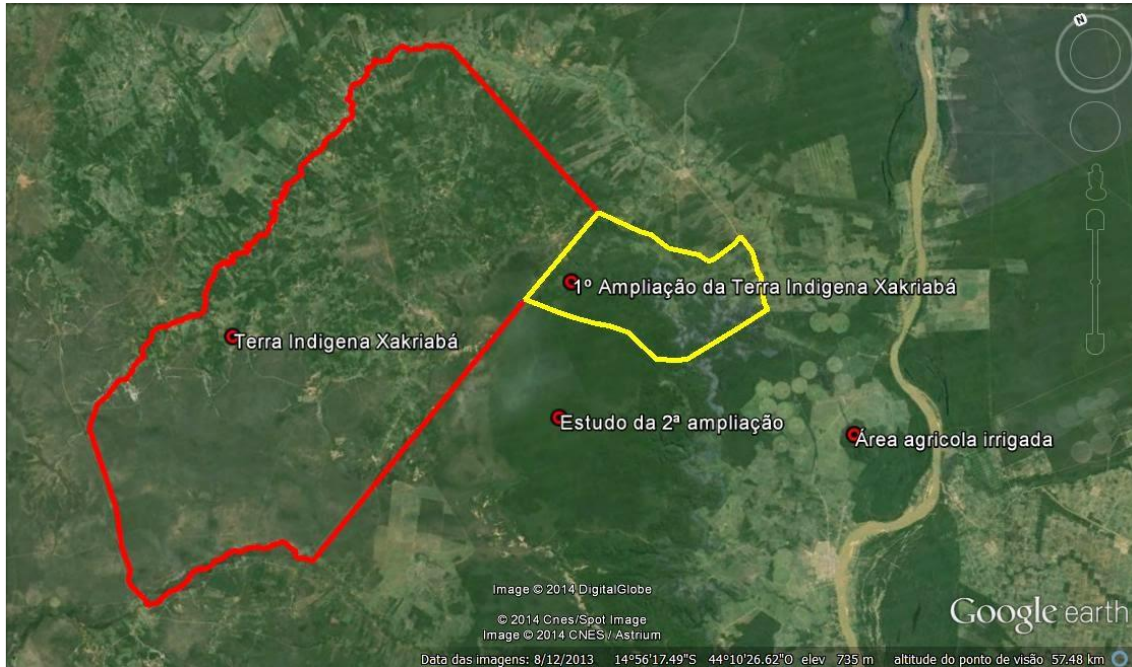 N
1º Ampliação da Terra Indigena Xakriabá
Terra Indigena Xakriabá
Estudo da 2ª ampliação
Área agrícola irrigada
Image © 2014 DigitalGlobe
© 2014 Cnes/Spot Image
Image © 2014 CNES / Astrium
Google earth
Data das imagens: 8/12/2013 14°56'17.49"S 44°10'26.62"O elev 735 m altitude do ponto de visão 57.48 km